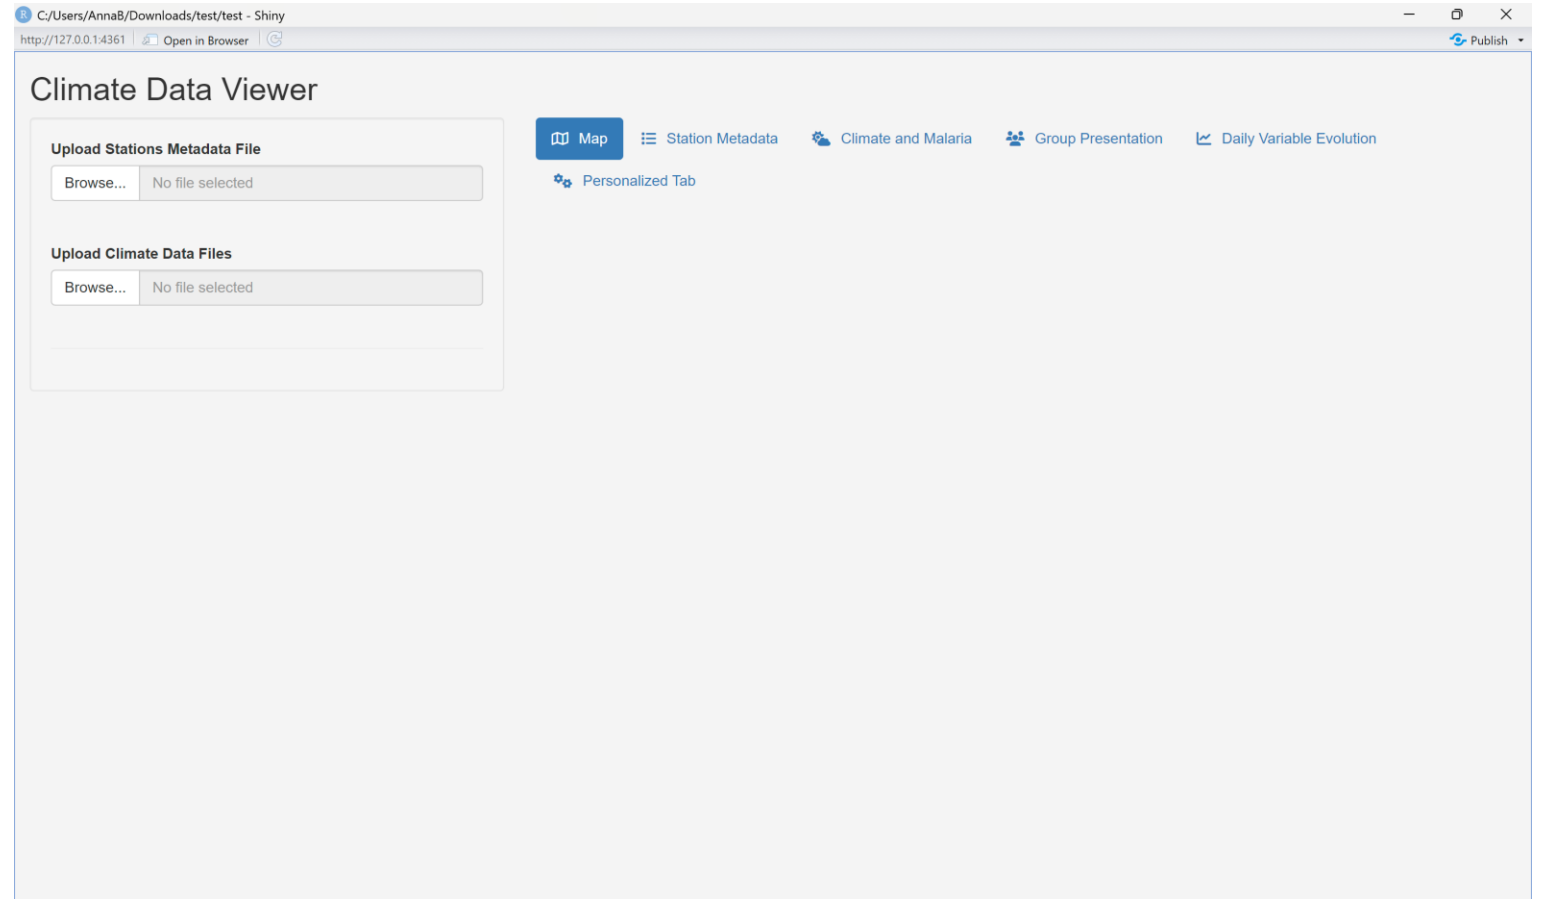 R C:/Users/AnnaB/Downloads/test/test - Shiny
http://127.0.0.1:4361 Open in Browser Publish
Climate Data Viewer
Upload Stations Metadata File
Browse... No file selected
Upload Climate Data Files
Browse... No file selected
Map Station Metadata Climate and Malaria Group Presentation Daily Variable Evolution
Personalized Tab